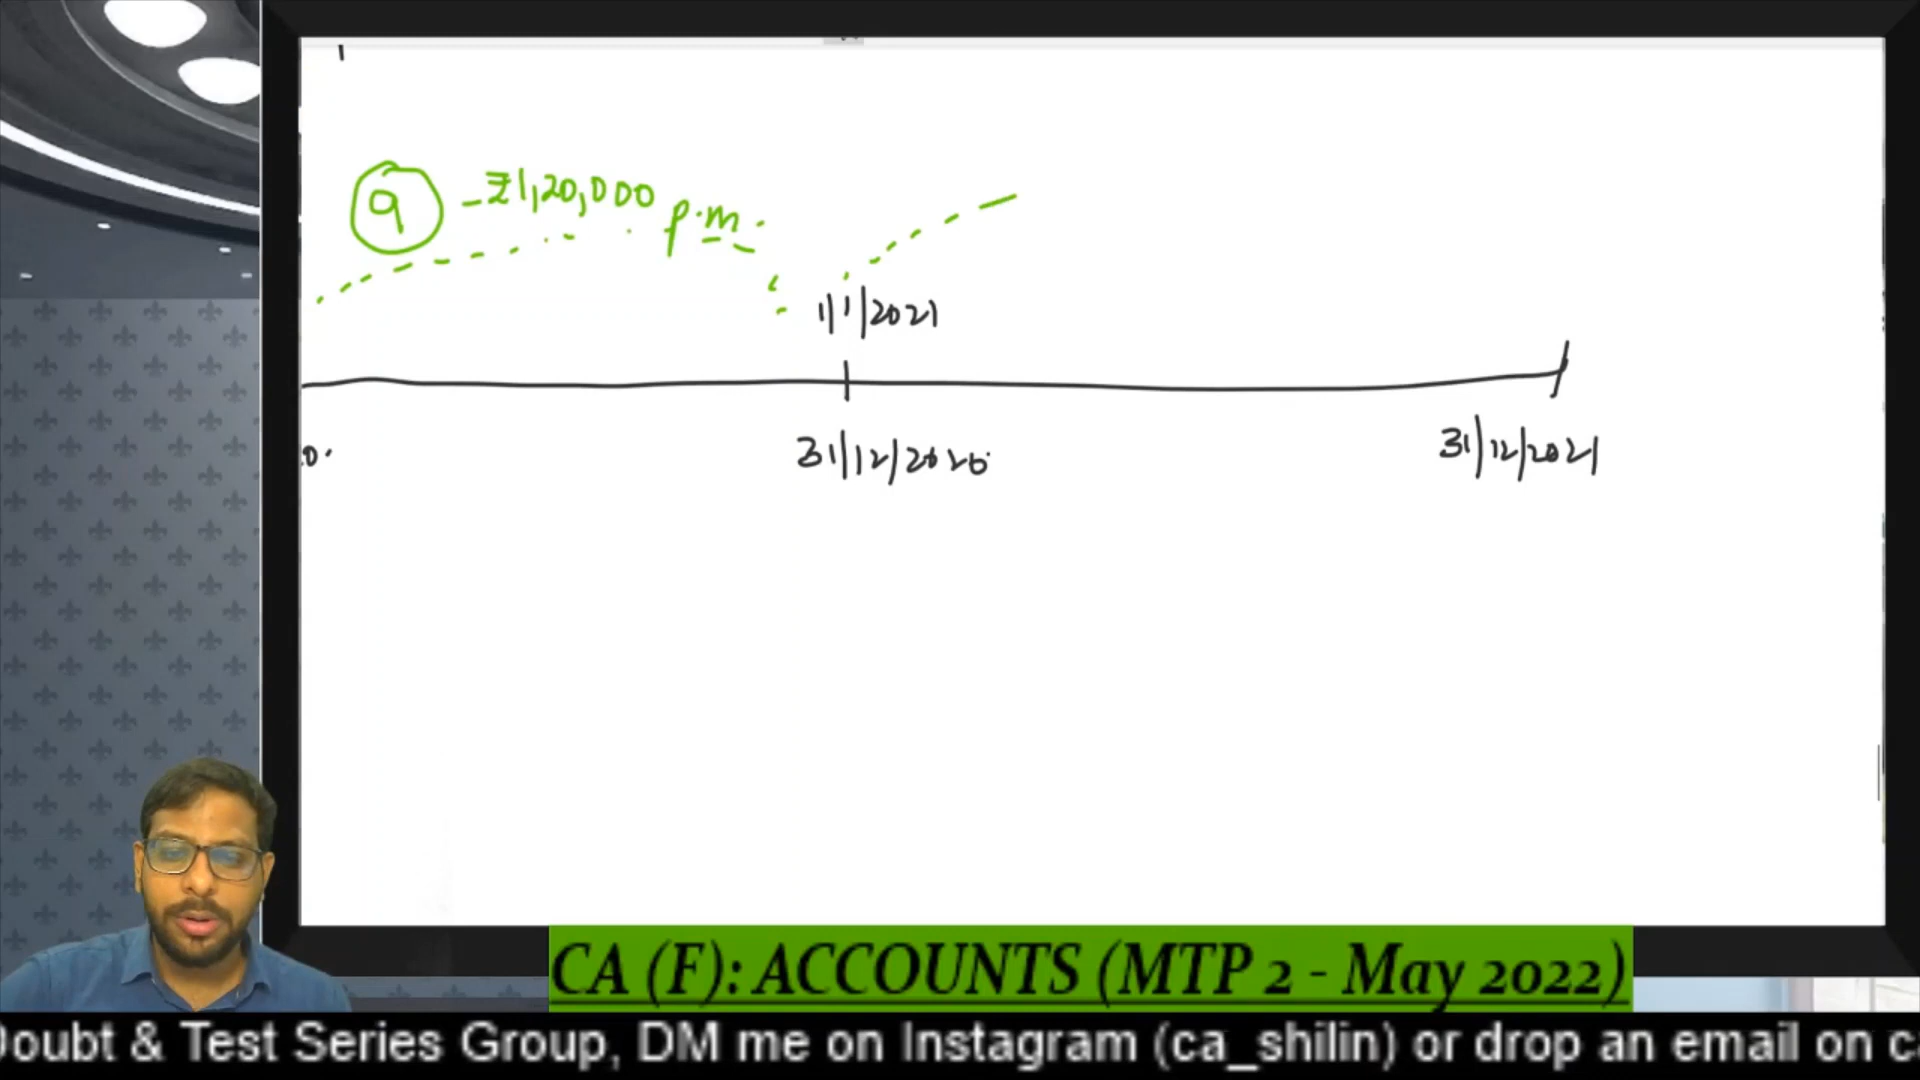 9 - ₹1,20,000 p.m.
1/1/2021
0.
31/12/2020.
31/12/2021
CA (F): ACCOUNTS (MTP 2 - May 2022)
Doubt & Test Series Group, DM me on Instagram (ca_shilin) or drop an email on c